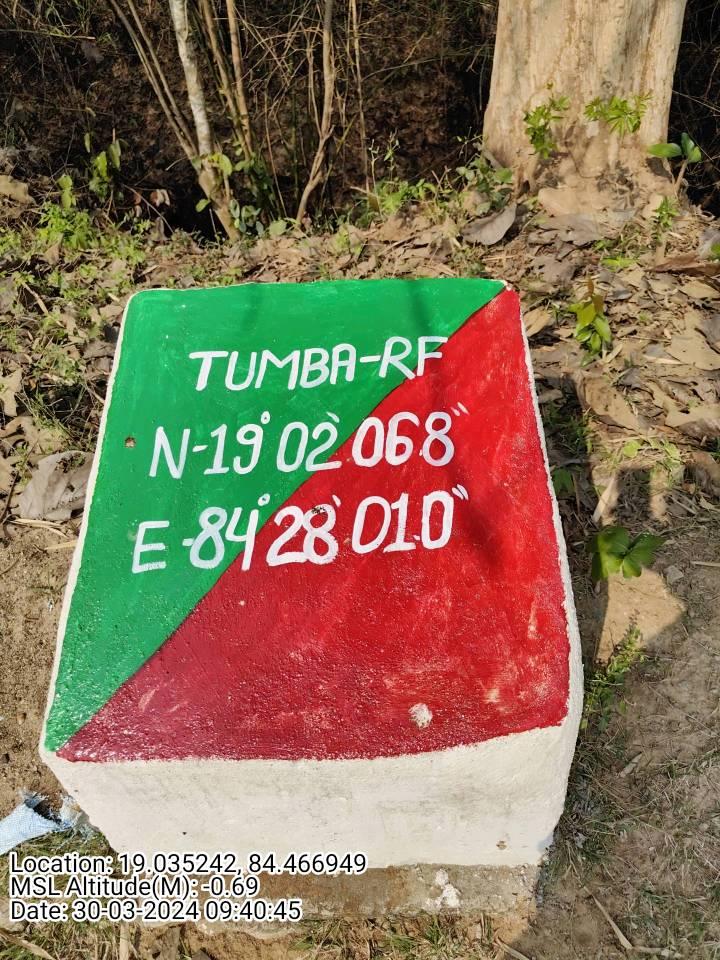 TUMBA-RF
N-19° 02' 06.8"
E-84° 28' 01.0"
Location: 19.035242, 84.466949
MSL Altitude(M): -0.69
Date: 30-03-2024 09:40:45